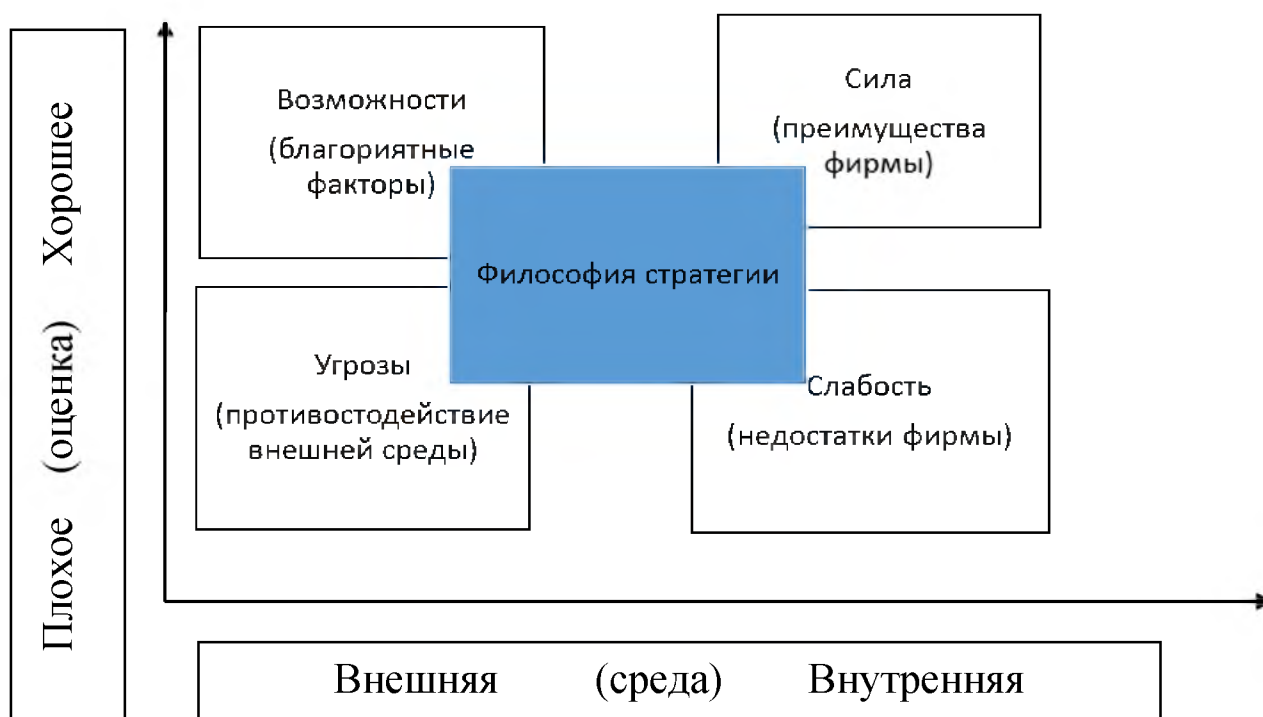 Возможности
(благориятные
факторы)
Сила
(преимущества
фирмы)
Философия стратегии
Угрозы
(противостодействие
внешней среды)
Слабость
(недостатки фирмы)
Плохое (оценка) Хорошее
Внешняя (среда) Внутренняя